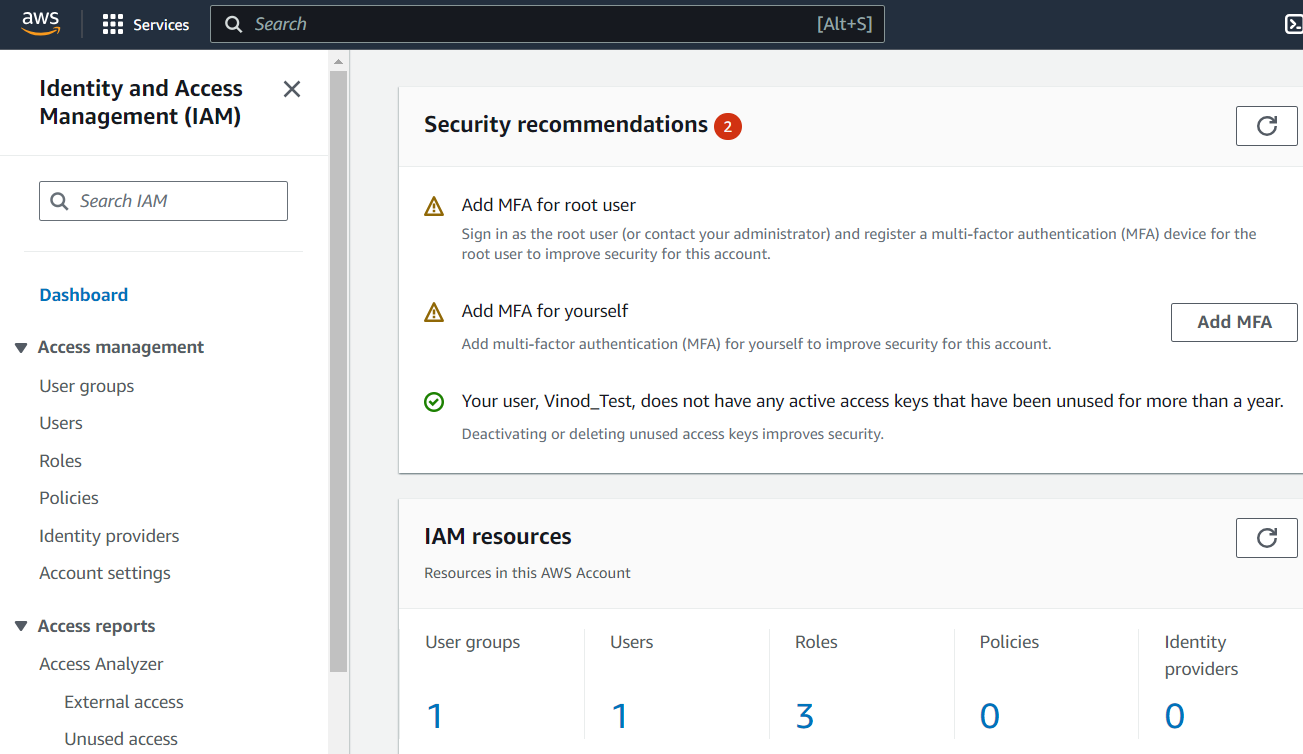 aws
Services
Search
[Alt+S]
Identity and Access
Management (IAM)
Search IAM
Dashboard
Access management
User groups
Users
Roles
Policies
Identity providers
Account settings
Access reports
Access Analyzer
External access
Unused access
Security recommendations 2
Add MFA for root user
Sign in as the root user (or contact your administrator) and register a multi-factor authentication (MFA) device for the
root user to improve security for this account.
Add MFA for yourself
Add multi-factor authentication (MFA) for yourself to improve security for this account.
Add MFA
Your user, Vinod_Test, does not have any active access keys that have been unused for more than a year.
Deactivating or deleting unused access keys improves security.
IAM resources
Resources in this AWS Account
User groups
1
Users
1
Roles
3
Policies
0
Identity
providers
0